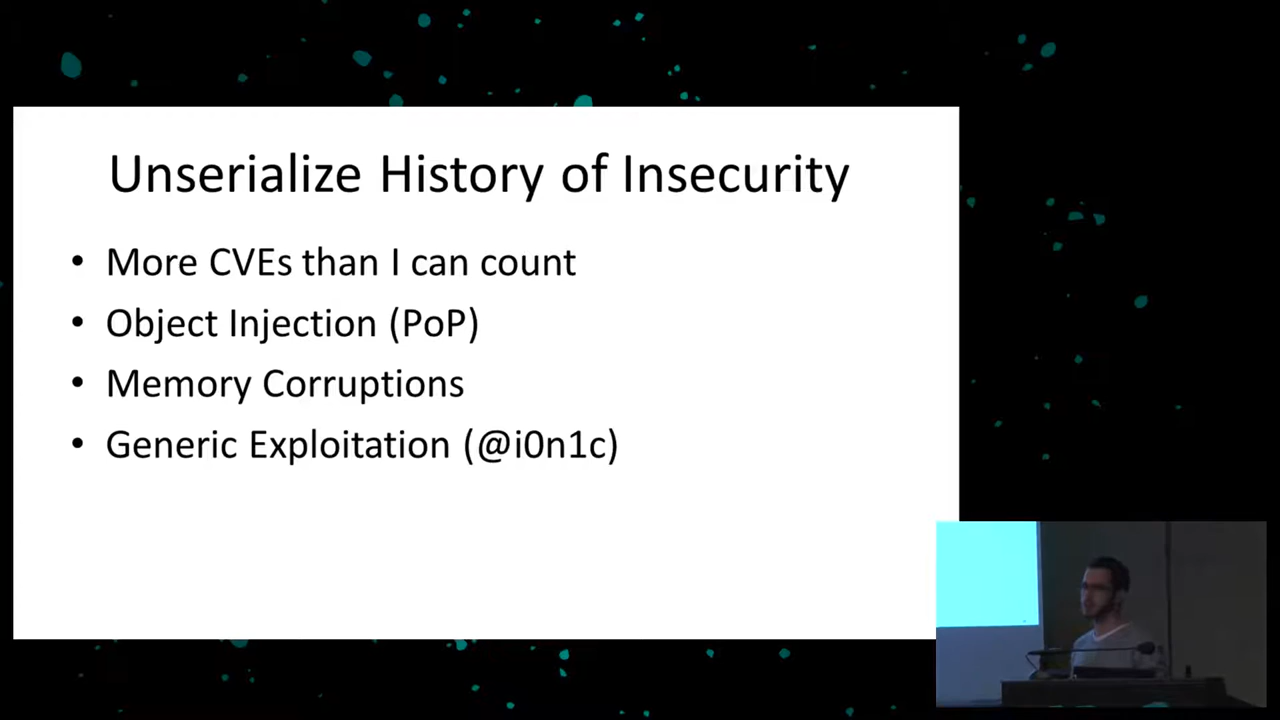 Unserialize History of Insecurity
• More CVEs than I can count
• Object Injection (PoP)
• Memory Corruptions
• Generic Exploitation (@i0n1c)